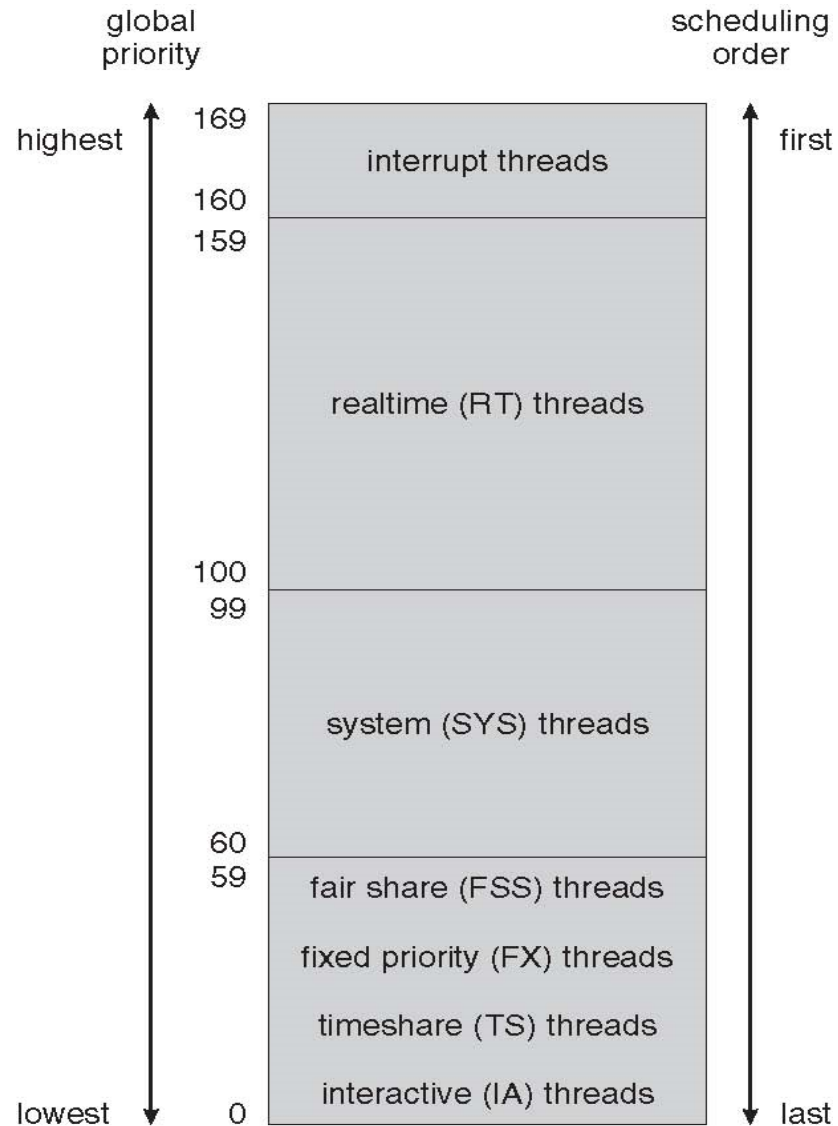 global
priority
scheduling
order
highest
169
interrupt threads
first
160
159
realtime (RT) threads
100
99
system (SYS) threads
60
59
fair share (FSS) threads
fixed priority (FX) threads
timeshare (TS) threads
interactive (IA) threads
lowest
0
last